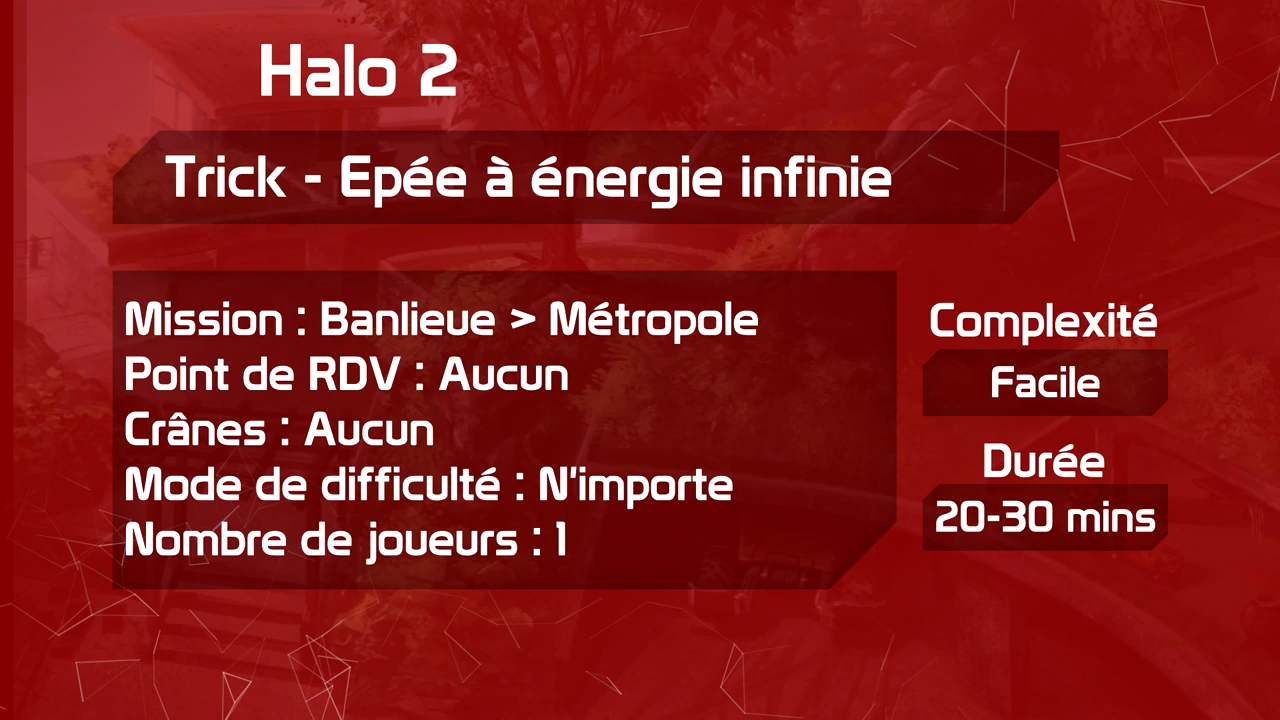 Halo 2
Trick - Epée à énergie infinie
Mission : Banlieue > Métropole
Point de RDV : Aucun
Crânes : Aucun
Mode de difficulté : N'importe
Nombre de joueurs : 1
Complexité
Facile
Durée
20-30 mins